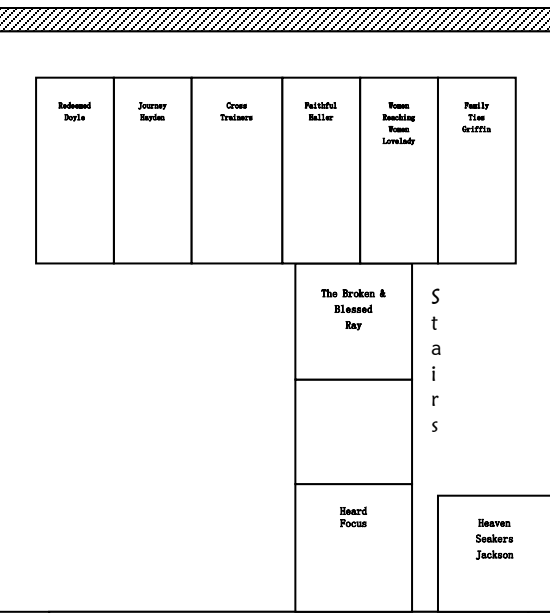 Redeemed
Doyle
Journey
Hayden
Cross
Trainers
Faithful
Haller
Women
Reaching
Women
Lovelady
Family
Ties
Griffin
The Broken &
Blessed
Ray
Stairs
Heard
Focus
Heaven
Seakers
Jackson